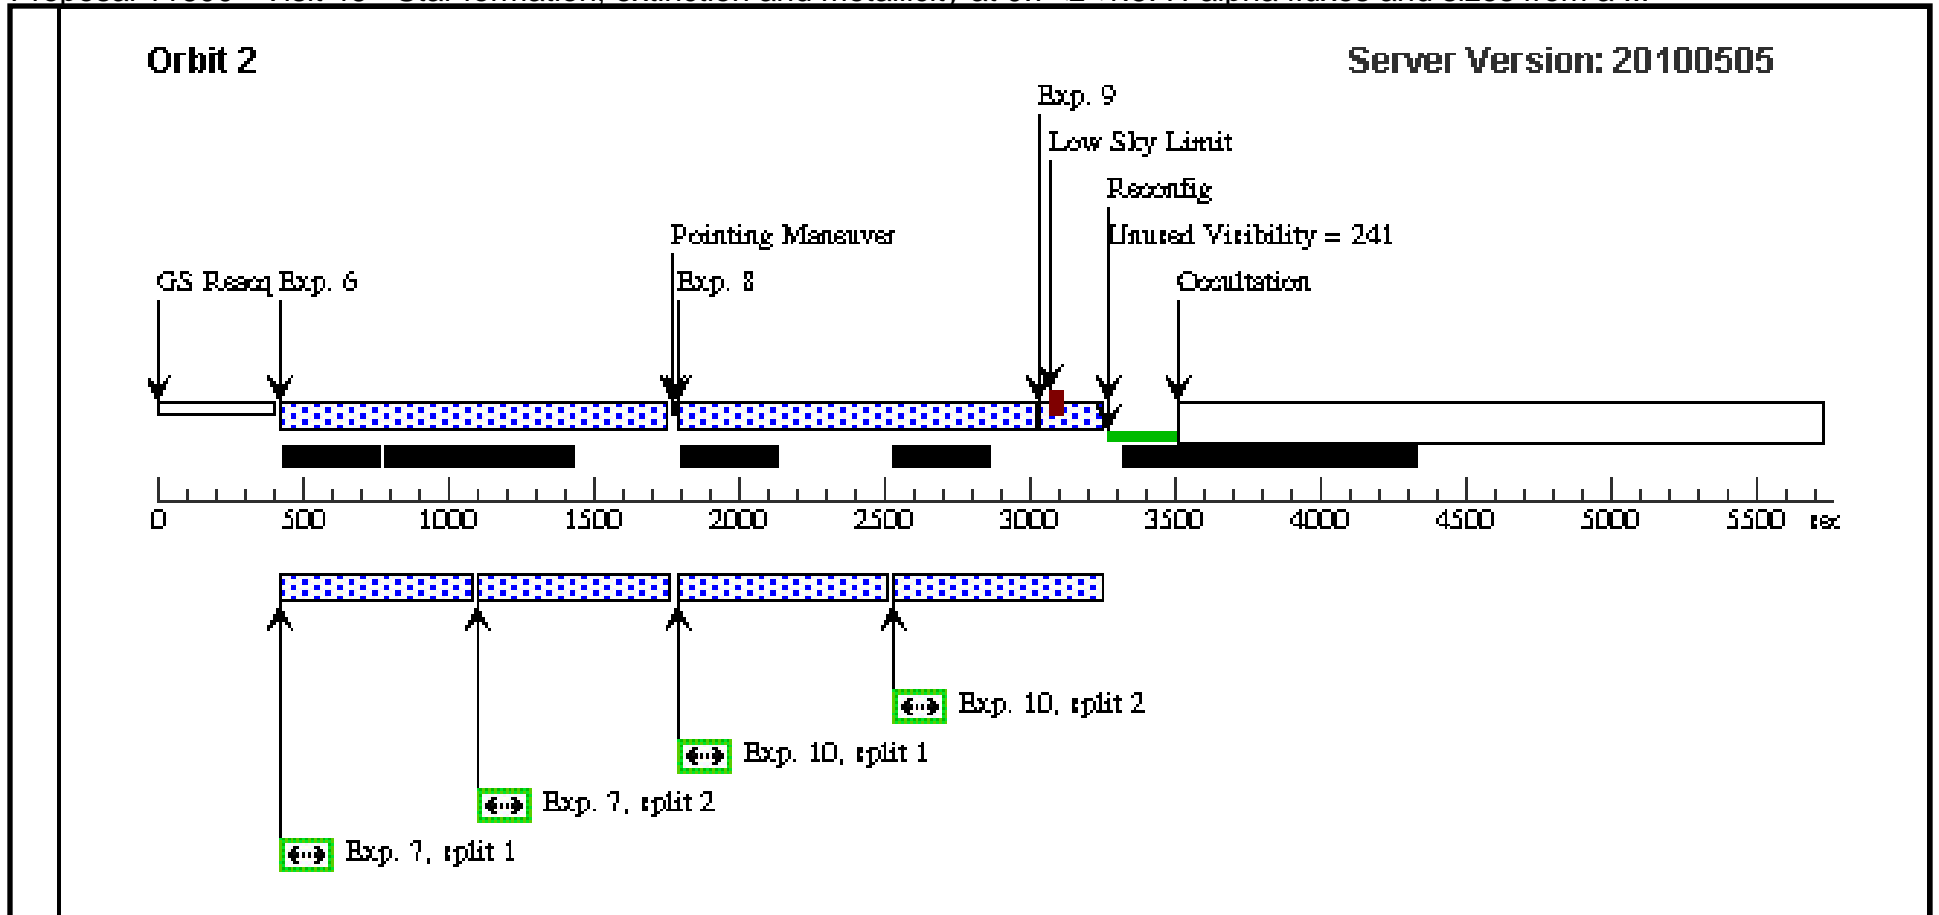 Orbit 2
Server Version: 20100505
Exp. 9
Low Sky Limit
Reconfig
Pointing Maneuver
Unused Visibility = 241
GS Reacq
Exp. 6
Exp. 8
Occultation
0 500 1000 1500 2000 2500 3000 3500 4000 4500 5000 5500 sec
Exp. 10, split 2
Exp. 10, split 1
Exp. 7, split 2
Exp. 7, split 1